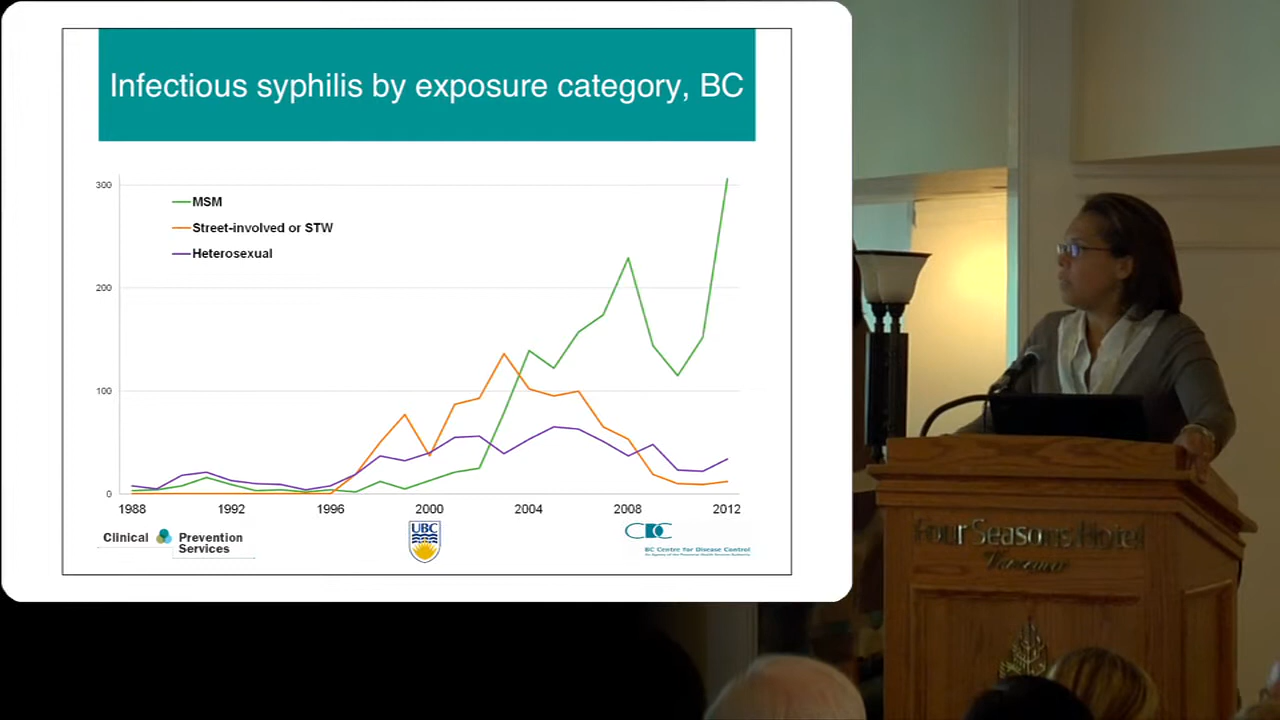 Infectious syphilis by exposure category, BC
300
MSM
Street-involved or STW
Heterosexual
200
100
0
1988 1992 1996 2000 2004 2008 2012
Clinical Prevention
Services
UBC
CDC
BC Centre for Disease Control
Four Seasons Hotel
Vancouver